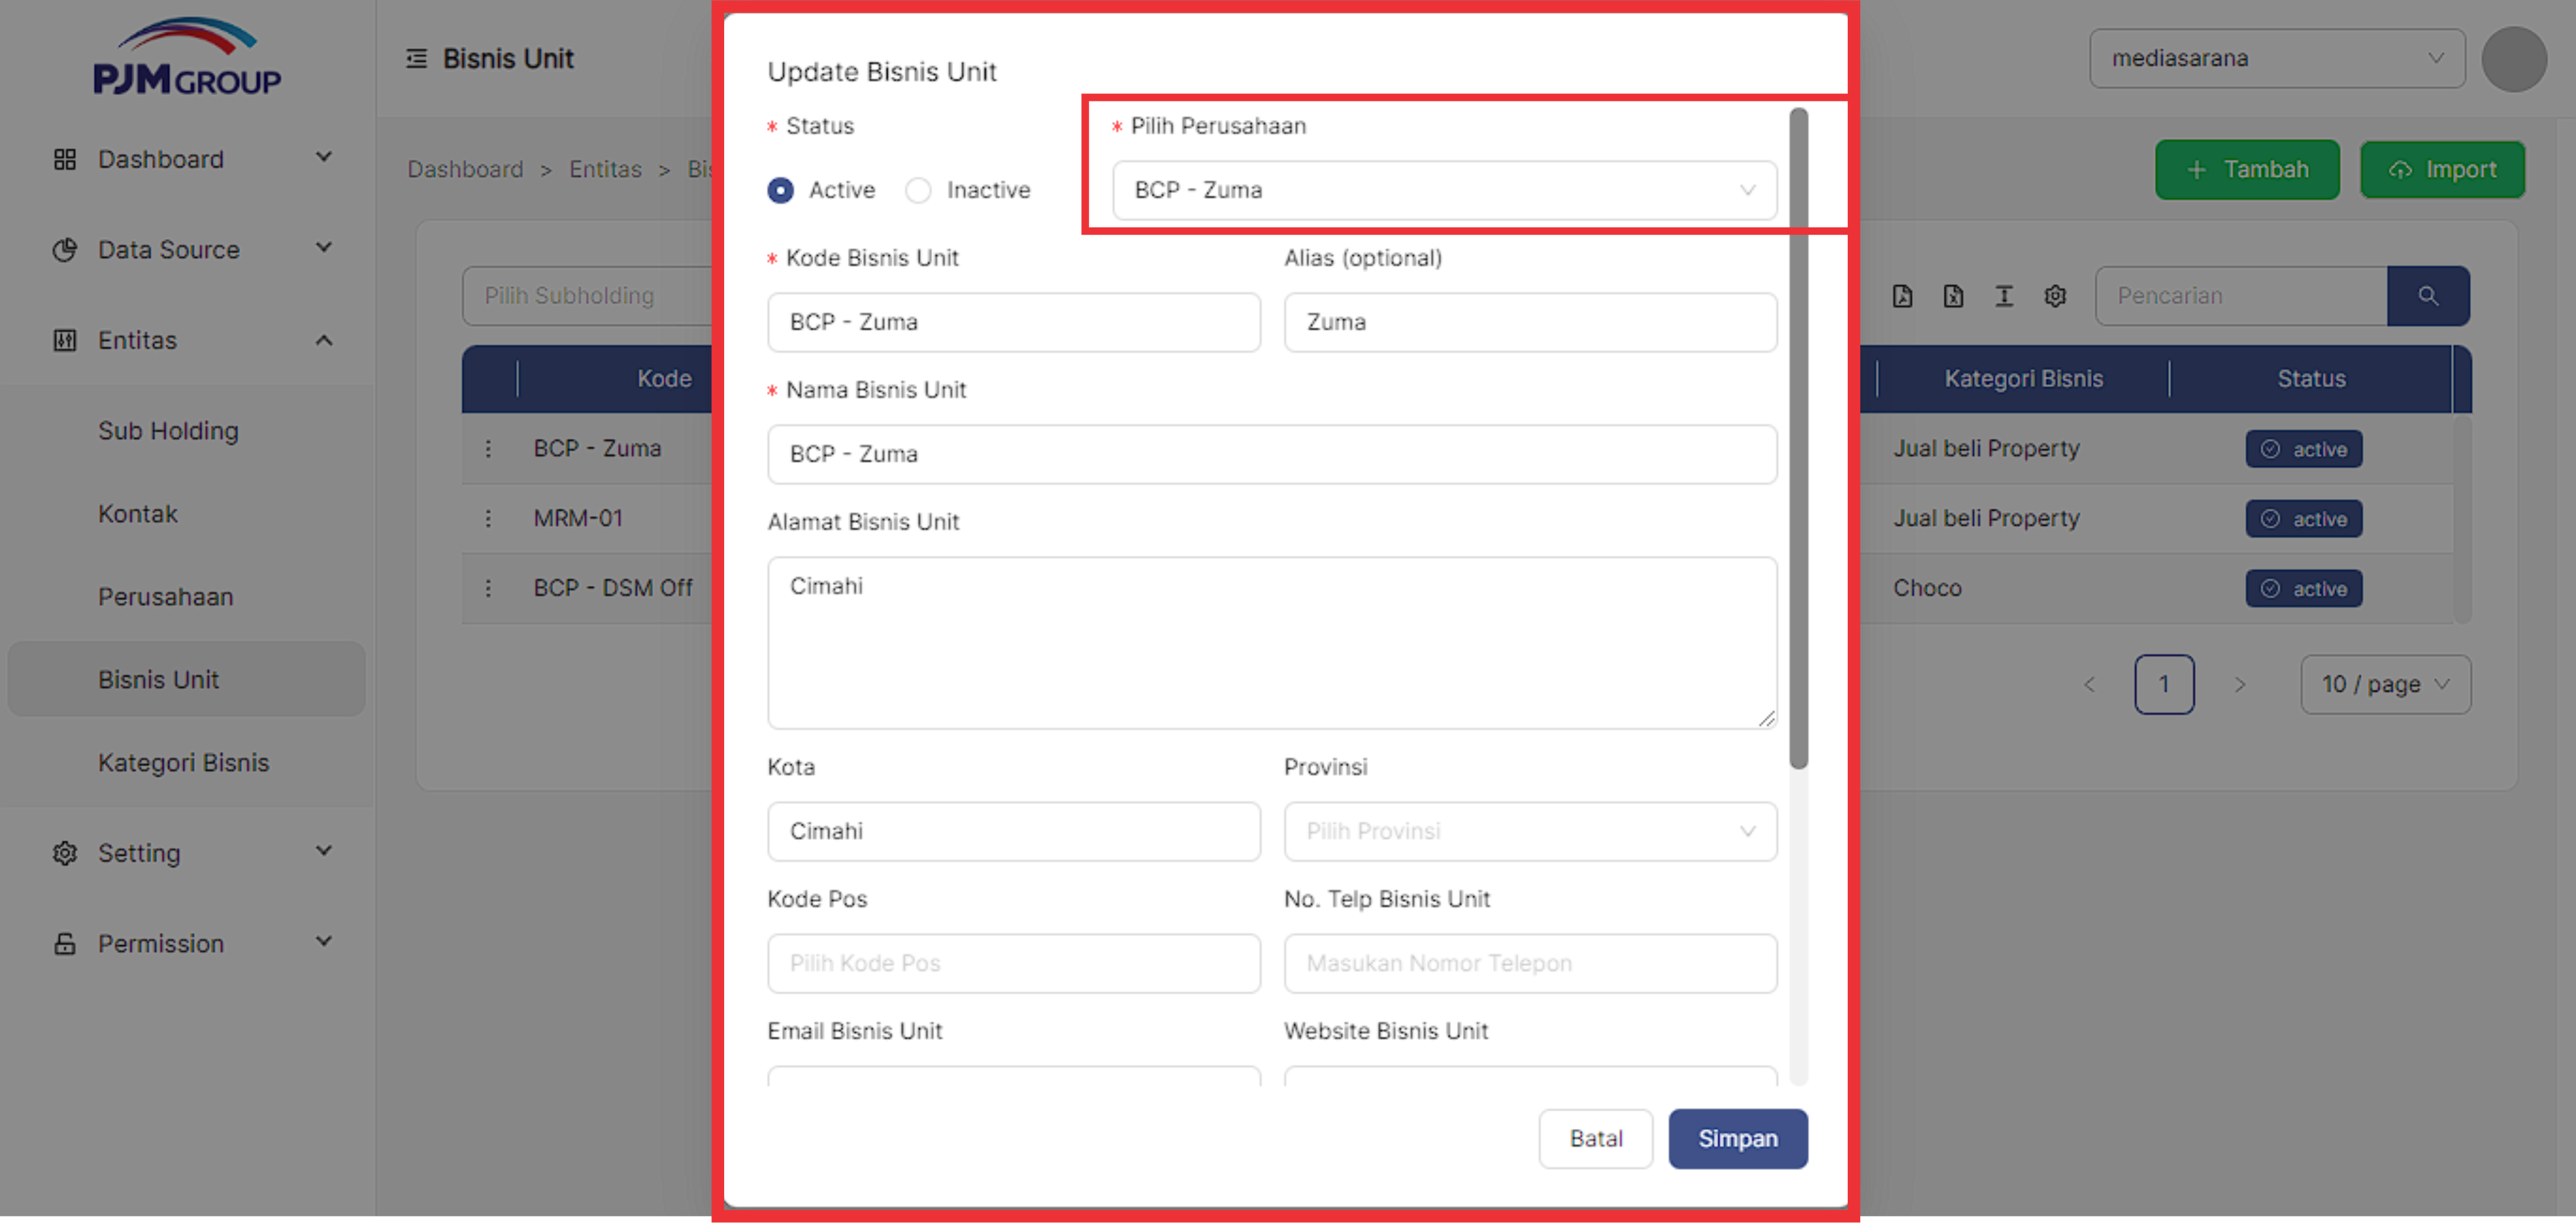 PJM GROUP
Dashboard
Data Source
Entitas
Sub Holding
Kontak
Perusahaan
Bisnis Unit
Kategori Bisnis
Setting
Permission
Bisnis Unit
mediasarana
Dashboard > Entitas >
Tambah
Import
Pilih Subholding
Pencarian
Kode
Kategori Bisnis
Status
BCP - Zuma
Jual beli Property
active
MRM-01
Jual beli Property
active
BCP - DSM Off
Choco
active
< 1 > 10 / page
Update Bisnis Unit
* Status
* Pilih Perusahaan
Active
Inactive
BCP - Zuma
* Kode Bisnis Unit
Alias (optional)
BCP - Zuma
Zuma
* Nama Bisnis Unit
BCP - Zuma
Alamat Bisnis Unit
Cimahi
Kota
Provinsi
Cimahi
Pilih Provinsi
Kode Pos
No. Telp Bisnis Unit
Pilih Kode Pos
Masukan Nomor Telepon
Email Bisnis Unit
Website Bisnis Unit
Batal
Simpan